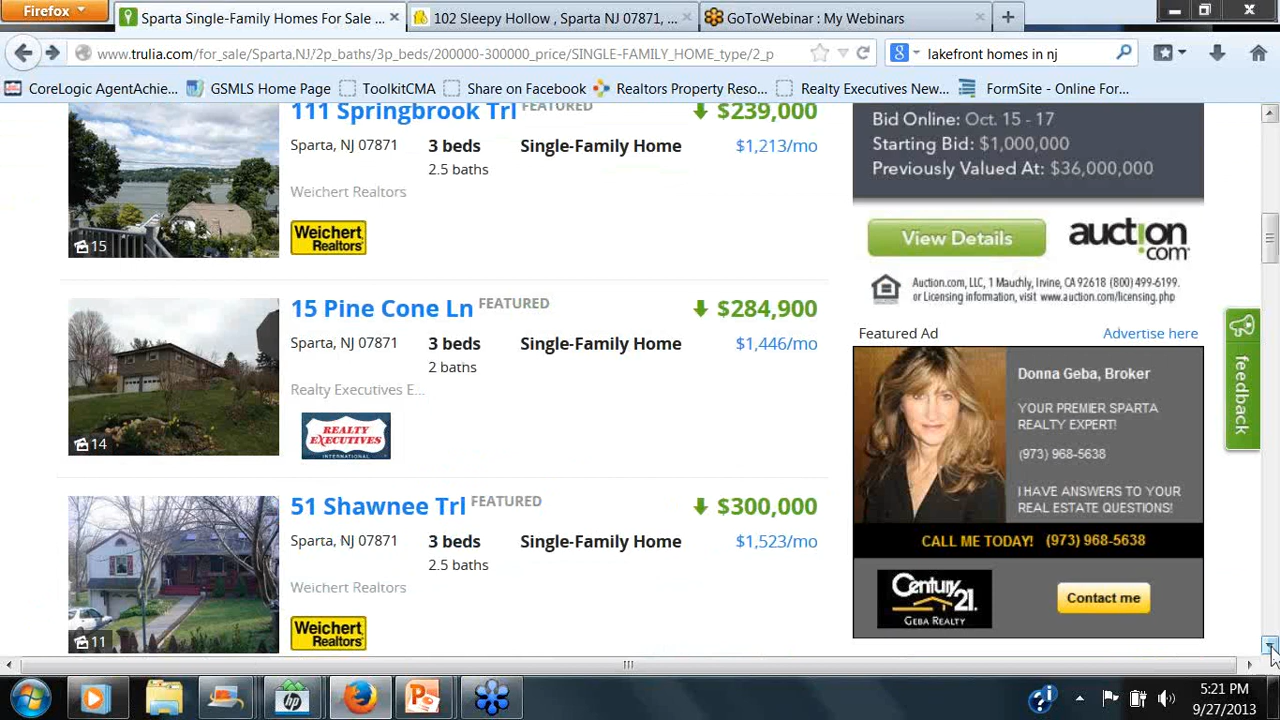 Firefox
Sparta Single-Family Homes For Sale ...
102 Sleepy Hollow , Sparta NJ 07871, ...
GoToWebinar : My Webinars
www.trulia.com/for_sale/Sparta,NJ/2p_baths/3p_beds/200000-300000_price/SINGLE-FAMILY_HOME_type/2_p
lakefront homes in nj
CoreLogic AgentAchie...
GSMLS Home Page
ToolkitCMA
Share on Facebook
Realtors Property Reso...
Realty Executives New...
FormSite - Online For...
111 Springbrook Trl FEATURED
$239,000
Sparta, NJ 07871
3 beds
Single-Family Home
$1,213/mo
2.5 baths
Weichert Realtors
Weichert
Realtors
15
15 Pine Cone Ln FEATURED
$284,900
Sparta, NJ 07871
3 beds
Single-Family Home
$1,446/mo
2 baths
Realty Executives E...
REALTY
EXECUTIVES
INTERNATIONAL
14
51 Shawnee Trl FEATURED
$300,000
Sparta, NJ 07871
3 beds
Single-Family Home
$1,523/mo
2.5 baths
Weichert Realtors
Weichert
Realtors
11
Bid Online: Oct. 15 - 17
Starting Bid: $1,000,000
Previously Valued At: $36,000,000
View Details
auction
com
Auction.com, LLC, 1 Mauchly, Irvine, CA 92618 (800) 499-6199.
or Licensing information, visit www.auction.com/licensing.php
Featured Ad
Advertise here
Donna Geba, Broker
YOUR PREMIER SPARTA
REALTY EXPERT!
(973) 968-5638
I HAVE ANSWERS TO YOUR
REAL ESTATE QUESTIONS!
CALL ME TODAY! (973) 968-5638
Century 21.
GEBA REALTY
Contact me
feedback
5:21 PM
9/27/2013